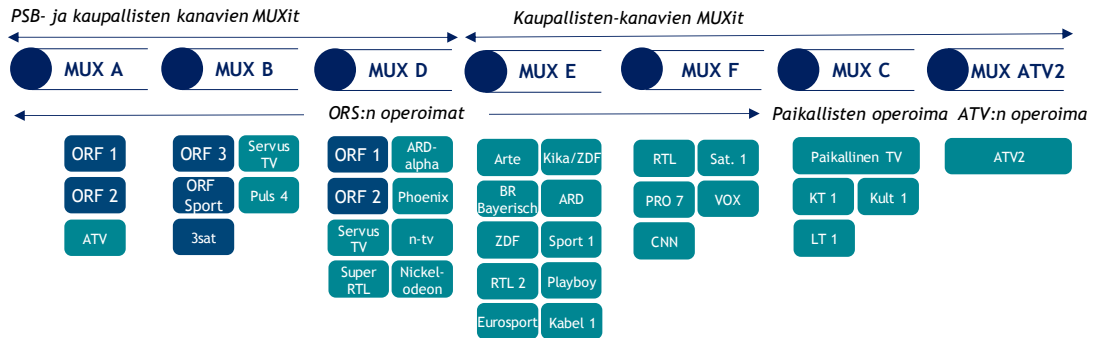 PSB- ja kaupallisten kanavien MUXit
Kaupallisten-kanavien MUXit
MUX A
MUX B
MUX D
MUX E
MUX F
MUX C
MUX ATV2
ORS:n operoimat
Paikallisten operoima
ATV:n operoima
ORF 1
ORF 2
ATV
ORF 3
Servus
TV
ORF
Sport
Puls 4
3sat
ORF 1
ARD-
alpha
ORF 2
Phoenix
Servus
TV
n-tv
Super
RTL
Nickel-
odeon
Arte
Kika/ZDF
BR
Bayerisch
ARD
ZDF
Sport 1
RTL 2
Playboy
Eurosport
Kabel 1
RTL
Sat. 1
PRO 7
VOX
CNN
Paikallinen TV
KT 1
Kult 1
LT 1
ATV2